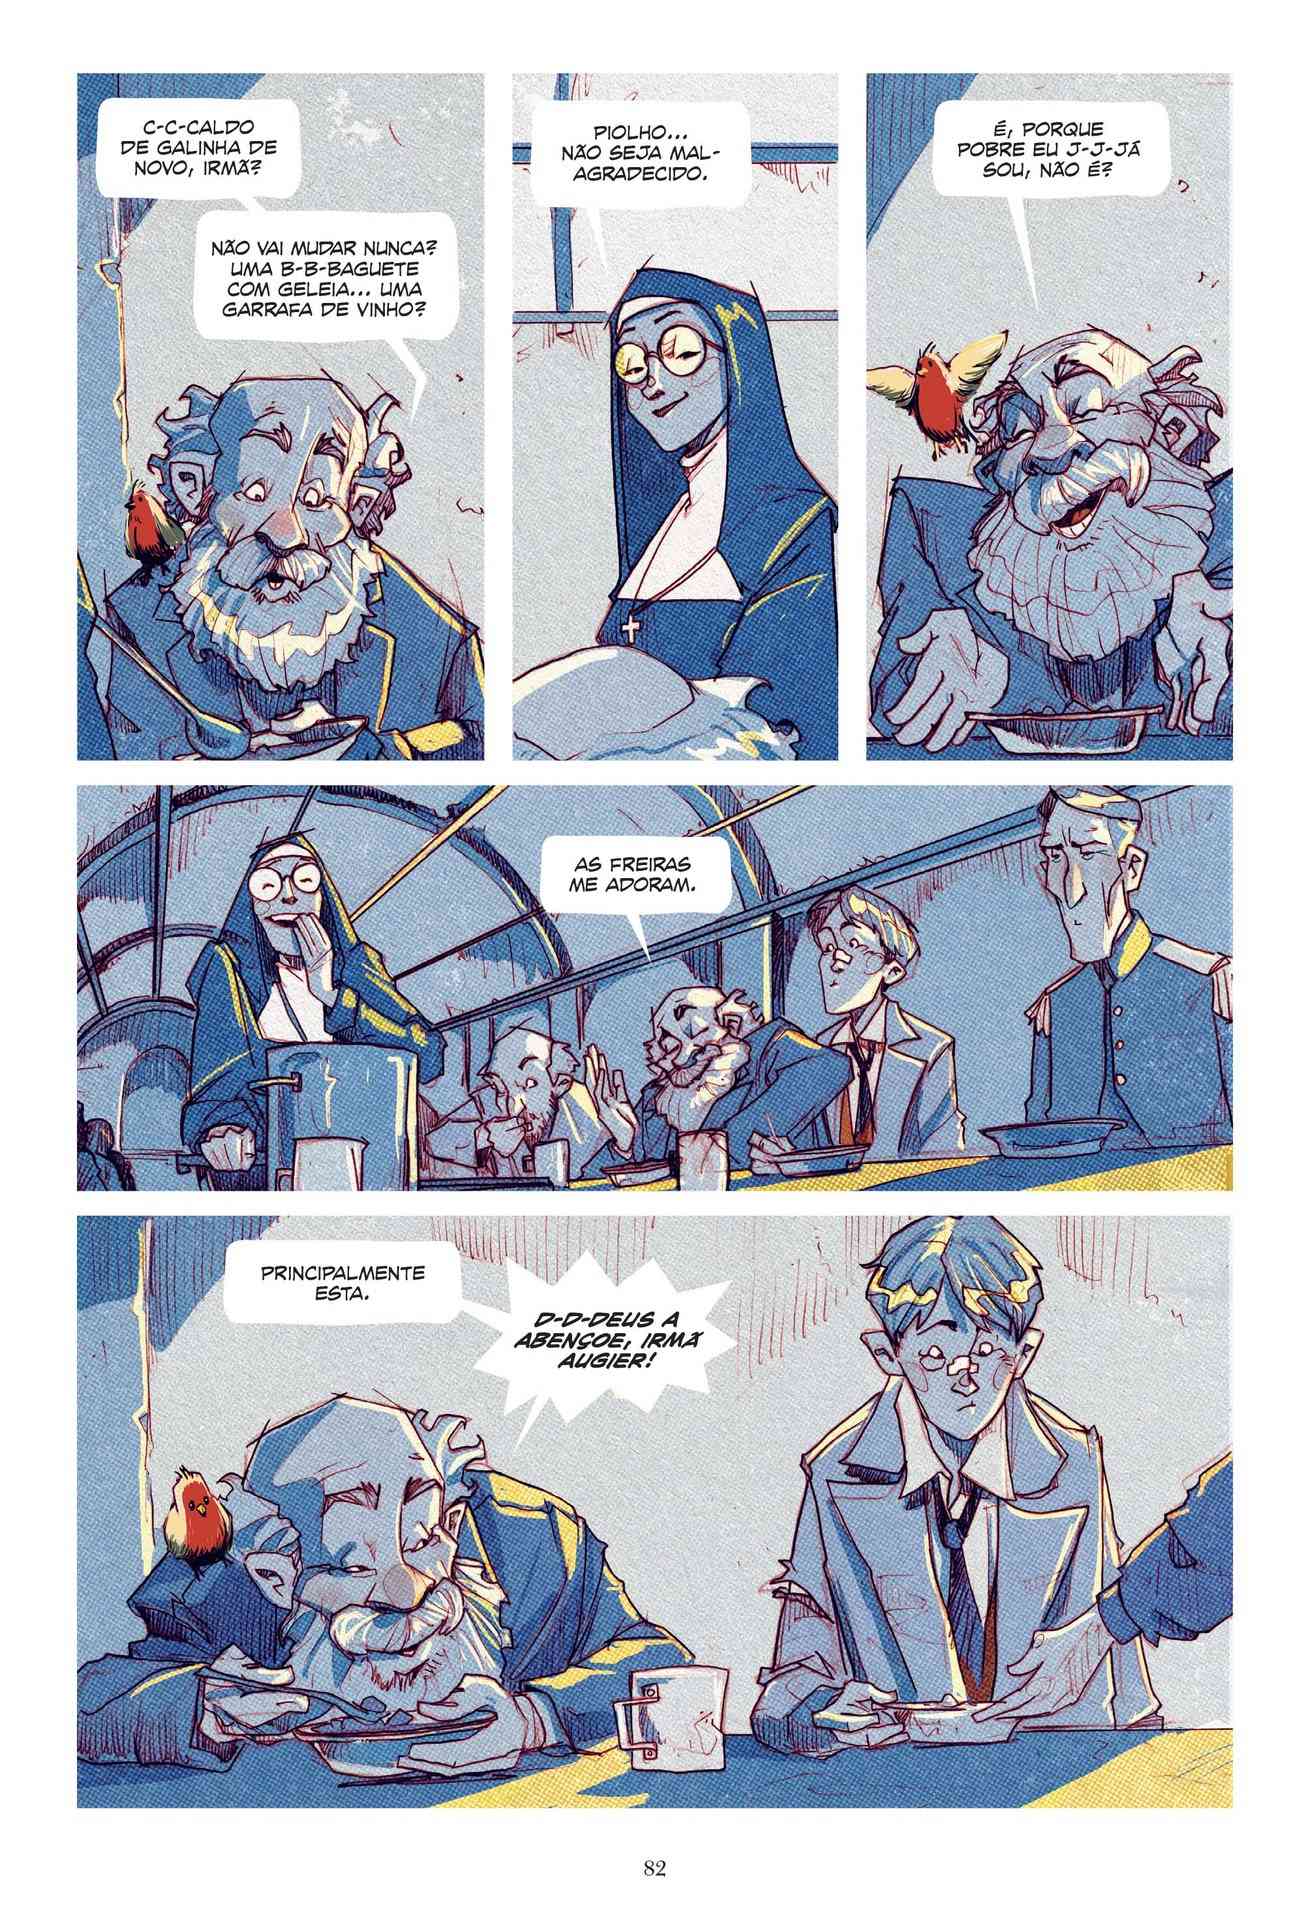 C-C-CALDO
DE GALINHA DE
NOVO, IRMÃ?
NÃO VAI MUDAR NUNCA?
UMA B-B-BAGUETE
COM GELEIA... UMA
GARRAFA DE VINHO?
PIOLHO...
NÃO SEJA MAL-
AGRADECIDO.
É, PORQUE
POBRE EU J-J-JÁ
SOU, NÃO É?
AS FREIRAS
ME ADORAM.
PRINCIPALMENTE
ESTA.
D-D-DEUS A
ABENÇOE, IRMÃ
AUGIER!
82